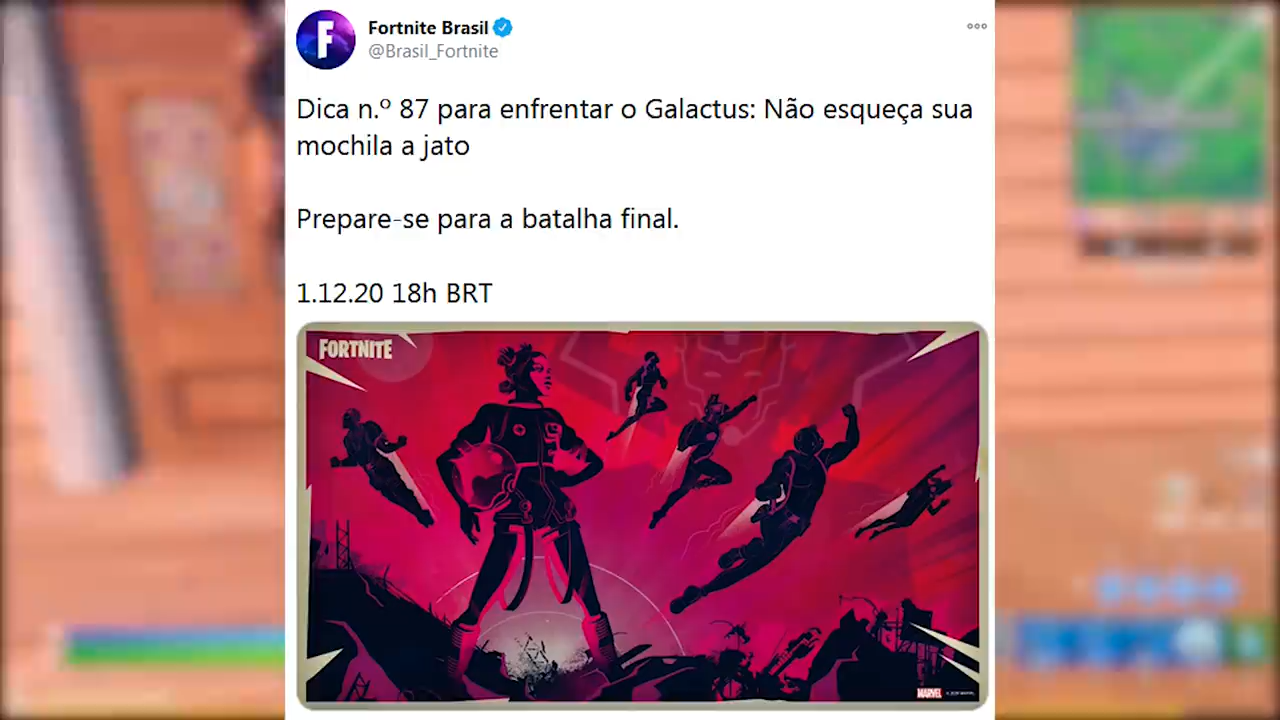 Fortnite Brasil
@Brasil_Fortnite
Dica n.º 87 para enfrentar o Galactus: Não esqueça sua
mochila a jato
Prepare-se para a batalha final.
1.12.20 18h BRT
FORTNITE
MARVEL